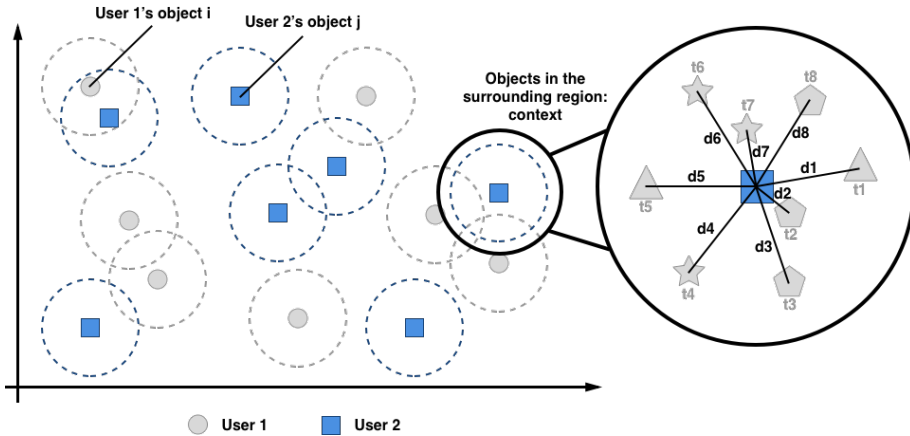 User 1's object i
User 2's object j
Objects in the
surrounding region:
context
t6
t8
t7
d6
d7
d8
d5
d1
d2
t5
t1
t2
d4
d3
t4
t3
User 1
User 2